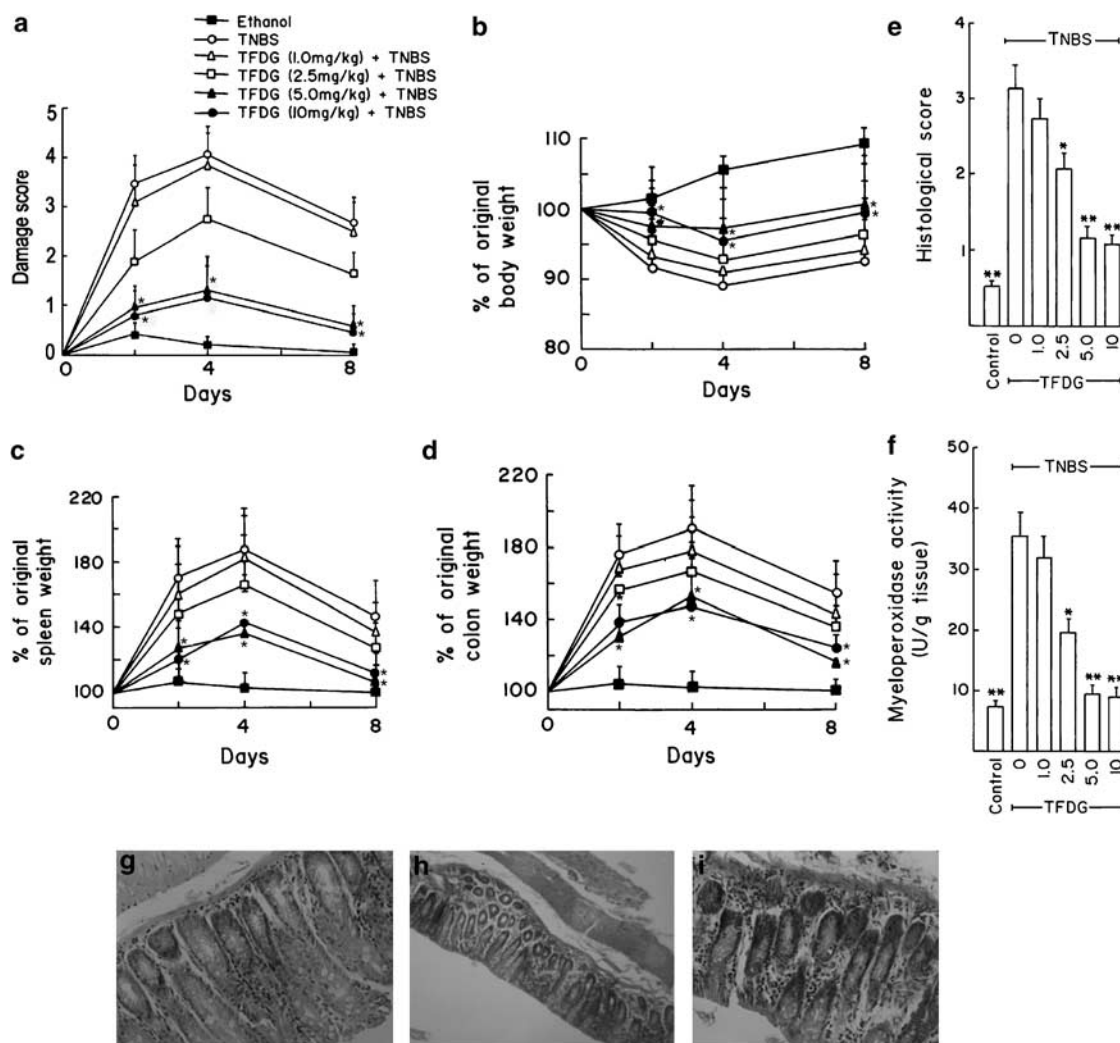 a
Ethanol
TNBS
TFDG (1.0mg/kg) + TNBS
TFDG (2.5mg/kg) + TNBS
TFDG (5.0mg/kg) + TNBS
TFDG (10mg/kg) + TNBS
Damage score
5
4
3
2
1
0
* *
* *
* *
0 4 8
Days
b
% of original
body weight
110
100
90
80
* *
* *
* *
0 4 8
Days
c
% of original
spleen weight
220
180
140
100
* *
* *
* *
0 4 8
Days
d
% of original
colon weight
220
180
140
100
* *
* *
* *
0 4 8
Days
e
Histological score
4
3
2
1
TNBS
** * ** **
Control 0 1.0 2.5 5.0 10
TFDG
f
Myeloperoxidase activity
(U/g tissue)
50
40
30
20
10
TNBS
** * ** **
Control 0 1.0 2.5 5.0 10
TFDG
g
h
i